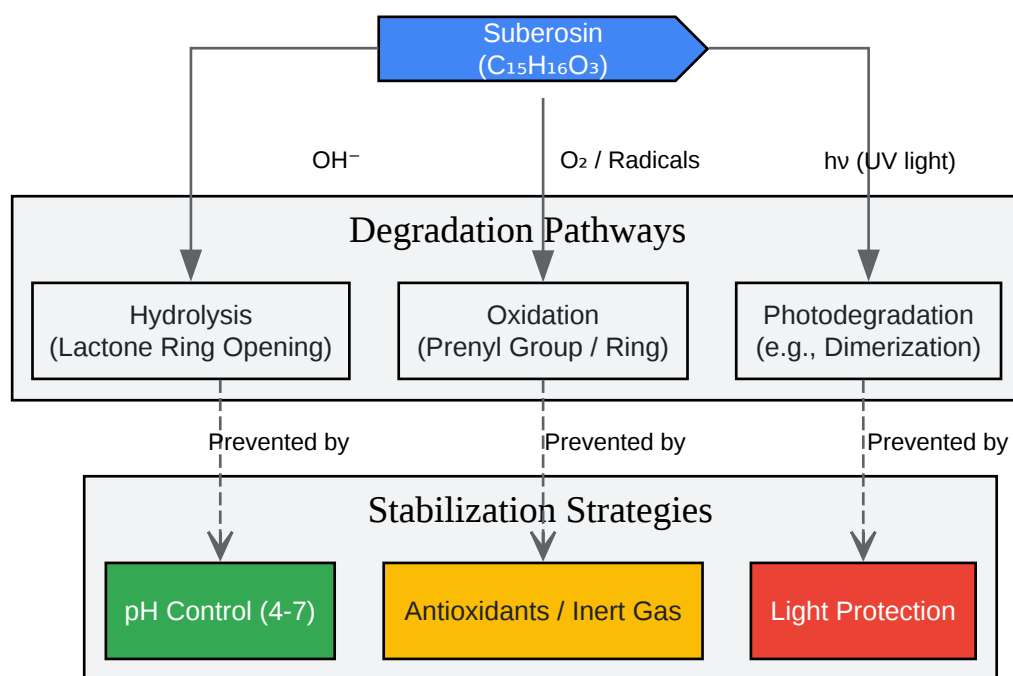 Suberosin
(C₁₅H₁₆O₃)
OH⁻
O₂ / Radicals
hν (UV light)
Degradation Pathways
Hydrolysis
(Lactone Ring Opening)
Oxidation
(Prenyl Group / Ring)
Photodegradation
(e.g., Dimerization)
Prevented by
Prevented by
Prevented by
Stabilization Strategies
pH Control (4-7)
Antioxidants / Inert Gas
Light Protection